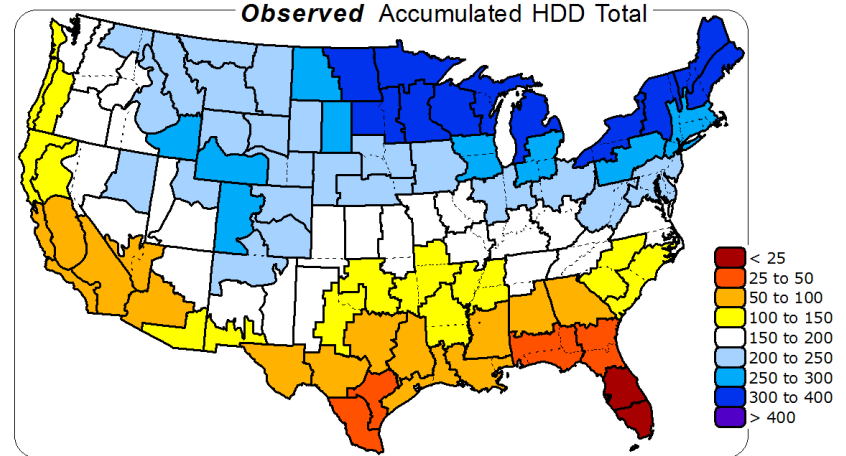 Observed Accumulated HDD Total
< 25
25 to 50
50 to 100
100 to 150
150 to 200
200 to 250
250 to 300
300 to 400
> 400